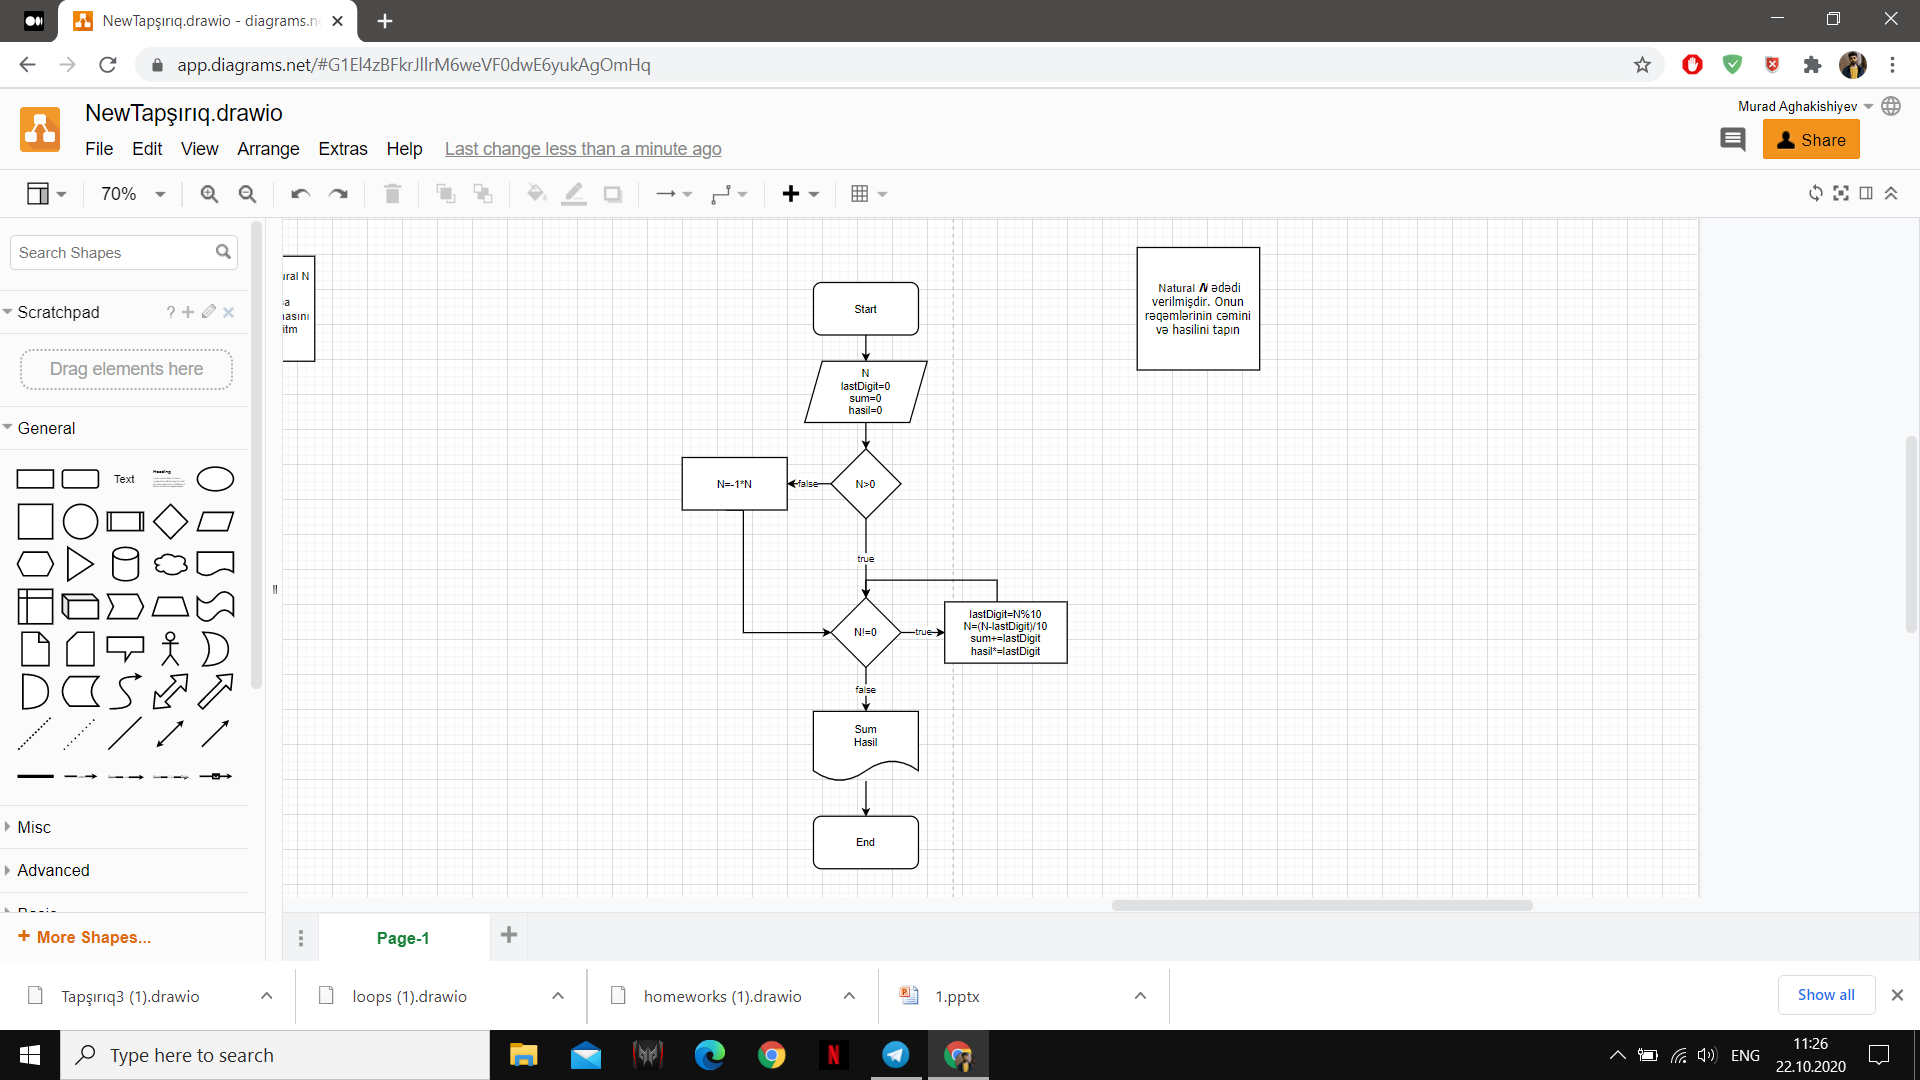 NewTapşırıq.drawio - diagrams.n
app.diagrams.net/#G1El4zBFkrJllrM6weVF0dwE6yukAgOmHq
NewTapşırıq.drawio
Murad Aghakishiyev
File Edit View Arrange Extras Help Last change less than a minute ago
Share
70%
Search Shapes
Scratchpad
?
Drag elements here
General
Text
Heading
Misc
Advanced
More Shapes...
ural N
sa
nasını
itm
Start
N
lastDigit=0
sum=0
hasil=0
N=-1*N
false
N>0
true
N!=0
true
lastDigit=N%10
N=(N-lastDigit)/10
sum+=lastDigit
hasil*=lastDigit
false
Sum
Hasil
End
Natural N ədədi
verilmişdir. Onun
rəqəmlərinin cəmini
və hasilini tapın
Page-1
Tapşırıq3 (1).drawio
loops (1).drawio
homeworks (1).drawio
1.pptx
Show all
Type here to search
ENG
11:26
22.10.2020